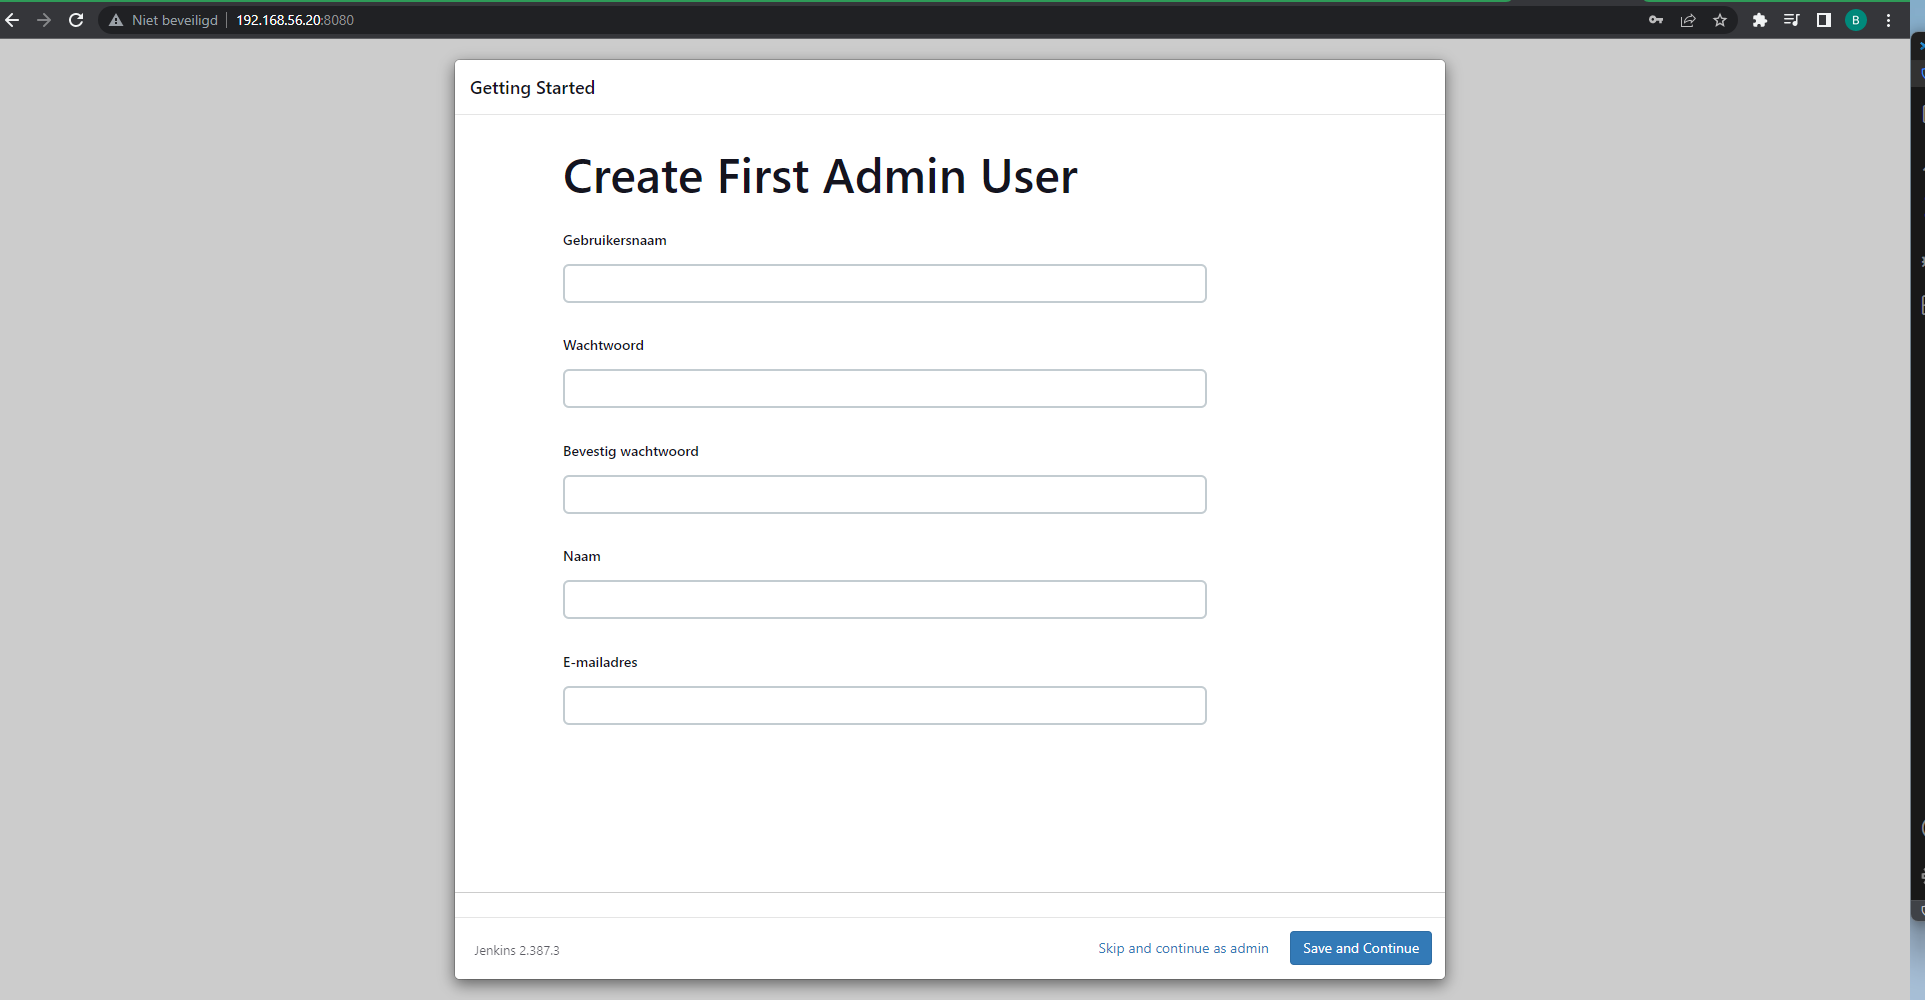 Niet beveiligd 192.168.56.20:8080
B
Getting Started
Create First Admin User
Gebruikersnaam
Wachtwoord
Bevestig wachtwoord
Naam
E-mailadres
Jenkins 2.387.3
Skip and continue as admin
Save and Continue